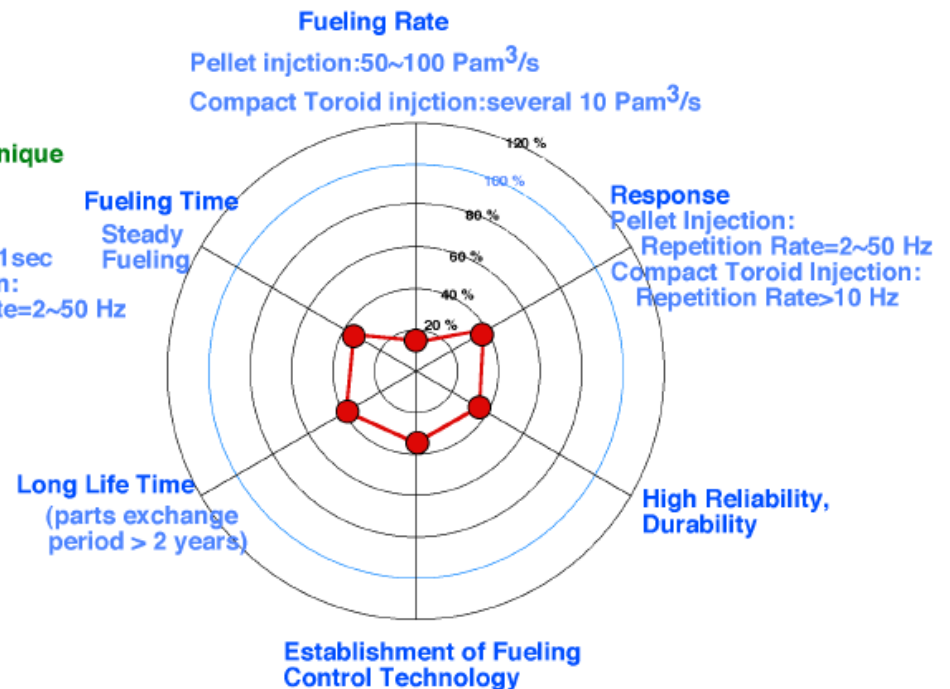 Fueling Rate
Pellet injction:50~100 Pam³/s
Compact Toroid injction:several 10 Pam³/s
nique
120 %
100 %
80 %
60 %
40 %
20 %
Fueling Time
Steady
Fueling
1sec
n:
te=2~50 Hz
Response
Pellet Injection:
Repetition Rate=2~50 Hz
Compact Toroid Injection:
Repetition Rate>10 Hz
Long Life Time
(parts exchange
period > 2 years)
High Reliability,
Durability
Establishment of Fueling
Control Technology